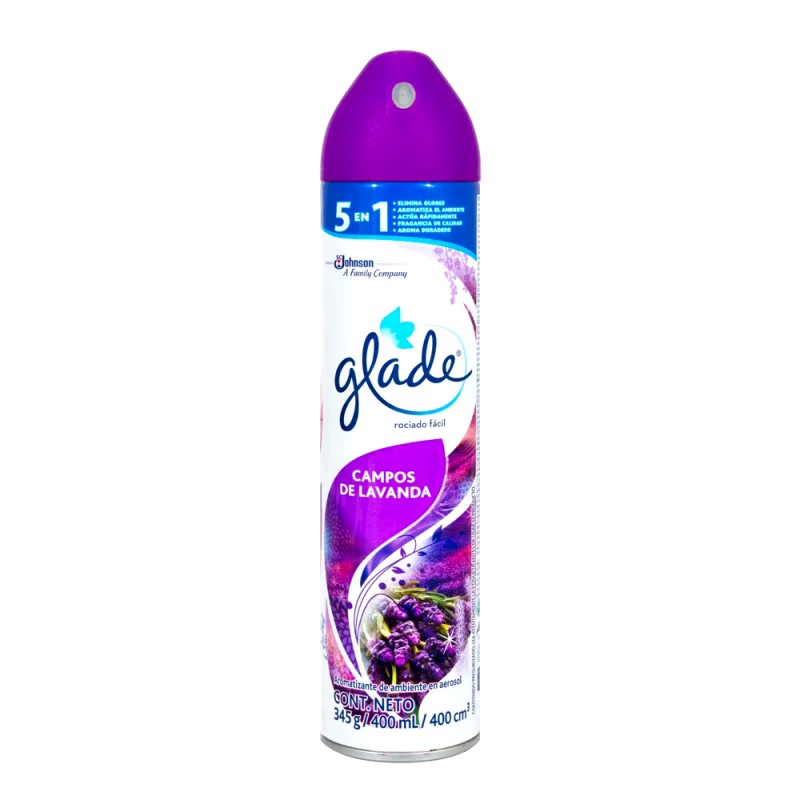 5 EN 1
• ELIMINA OLORES
• AROMATIZA EL AMBIENTE
• ACTÚA RÁPIDAMENTE
• FRAGANCIA DE CALIDAD
• AROMA DURADERO
SC Johnson
A Family Company
glade®
rociado fácil
CAMPOS
DE LAVANDA
Aromatizante de ambiente en aerosol
CONT. NETO
345 g / 400 mL / 400 cm³